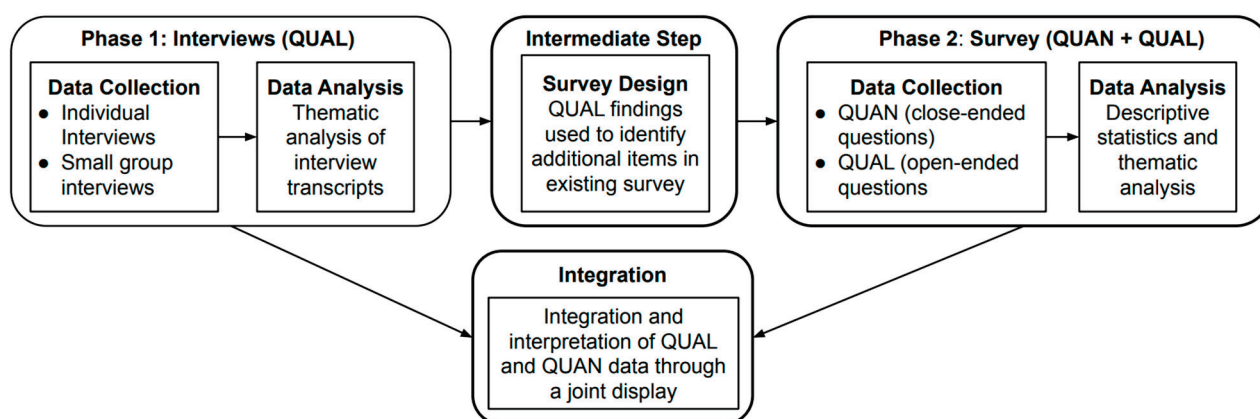 Phase 1: Interviews (QUAL)
Data Collection
● Individual
Interviews
● Small group
interviews
Data Analysis
Thematic
analysis of
interview
transcripts
Intermediate Step
Survey Design
QUAL findings
used to identify
additional items in
existing survey
Phase 2: Survey (QUAN + QUAL)
Data Collection
● QUAN (close-ended
questions)
● QUAL (open-ended
questions
Data Analysis
Descriptive
statistics and
thematic
analysis
Integration
Integration and
interpretation of QUAL
and QUAN data through
a joint display